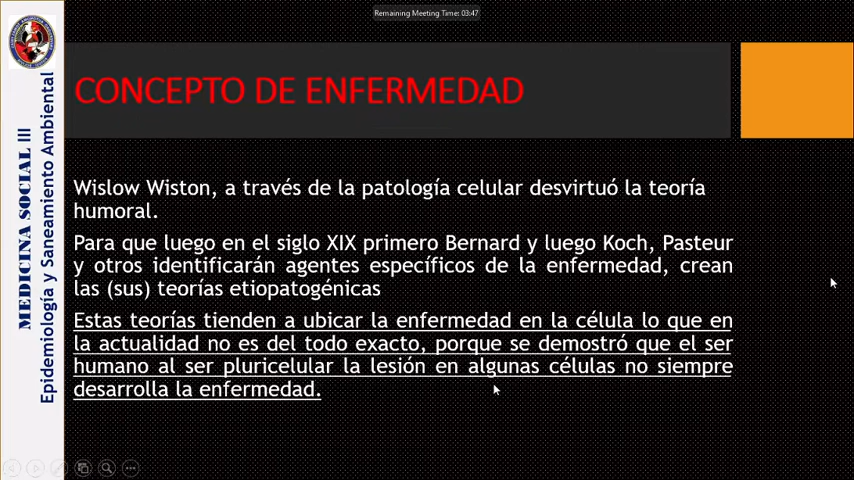 Remaining Meeting Time: 03:47
CONCEPTO DE ENFERMEDAD
MEDICINA SOCIAL III
Epidemiología y Saneamiento Ambiental
Wislow Wiston, a través de la patología celular desvirtuó la teoría
humoral.
Para que luego en el siglo XIX primero Bernard y luego Koch, Pasteur
y otros identificarán agentes específicos de la enfermedad, crean
las (sus) teorías etiopatogénicas
Estas teorías tienden a ubicar la enfermedad en la célula lo que en
la actualidad no es del todo exacto, porque se demostró que el ser
humano al ser pluricelular la lesión en algunas células no siempre
desarrolla la enfermedad.